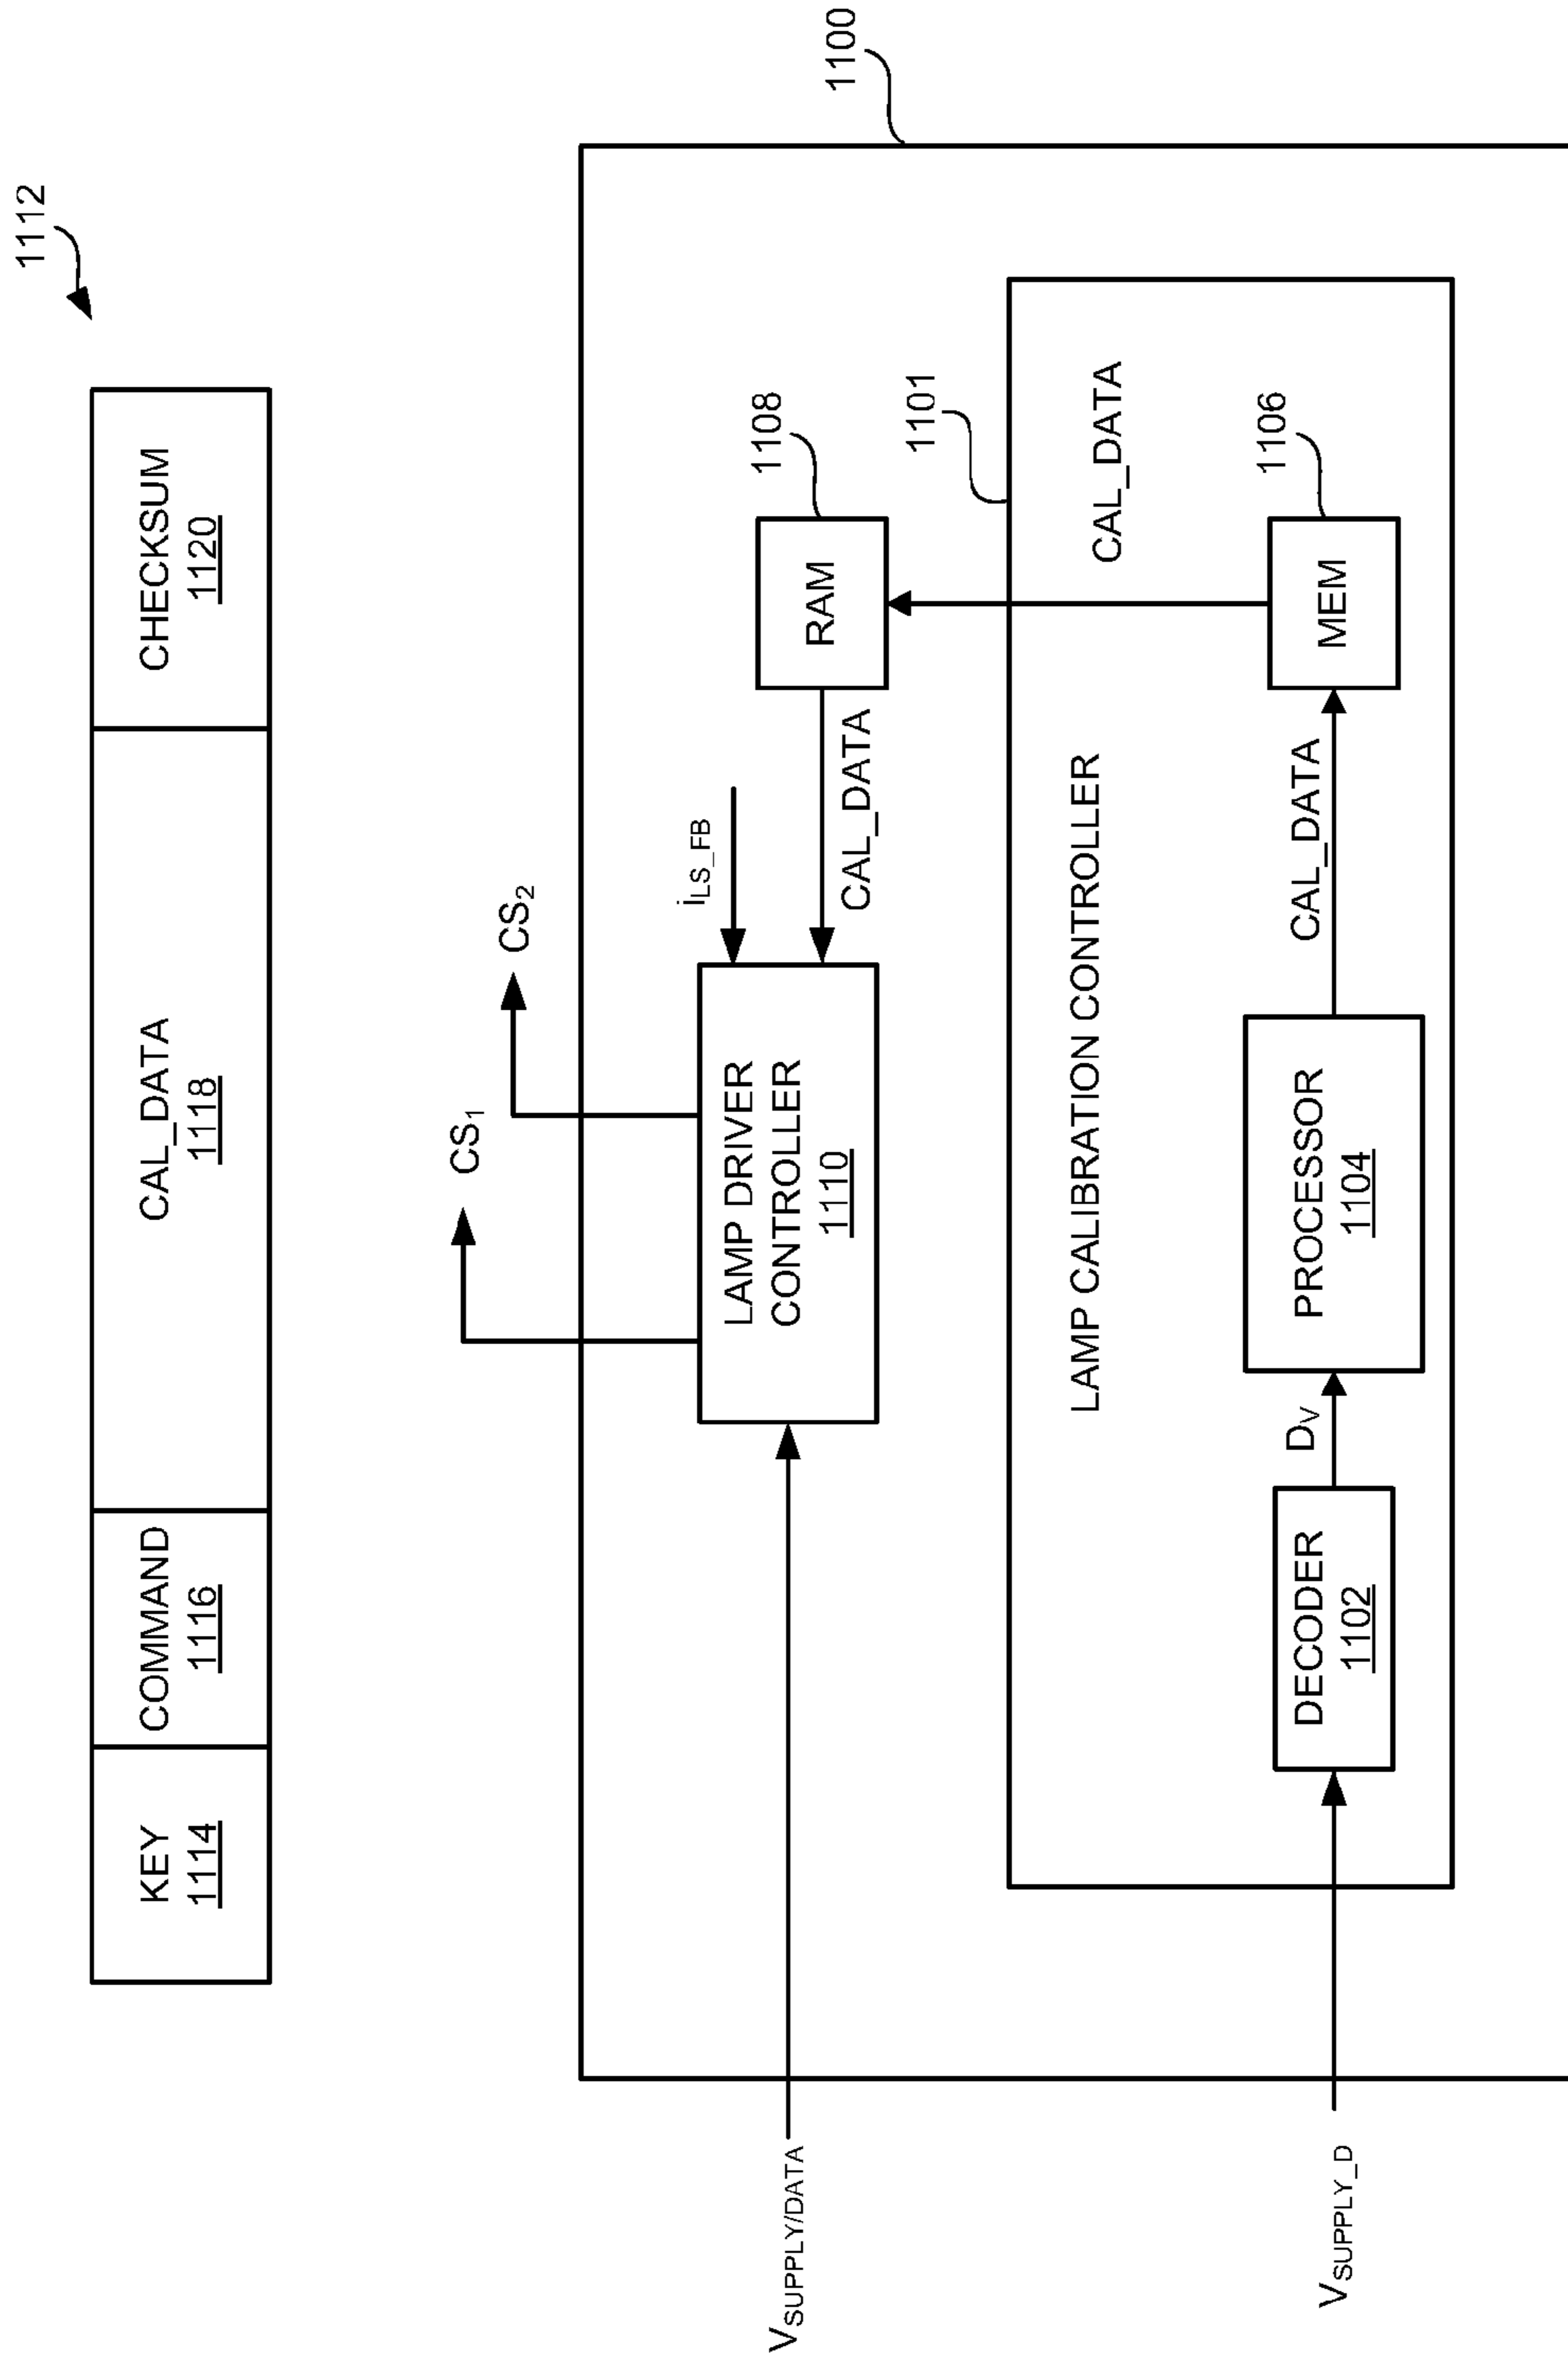 1112
KEY
1114
COMMAND
1116
CAL_DATA
1118
CHECKSUM
1120
CS₁
CS₂
1100
iLS_FB
LAMP DRIVER
CONTROLLER
1110
CAL_DATA
RAM
1108
VSUPPLY/DATA
1101
LAMP CALIBRATION CONTROLLER
CAL_DATA
DECODER
1102
DV
PROCESSOR
1104
CAL_DATA
MEM
1106
VSUPPLY_D